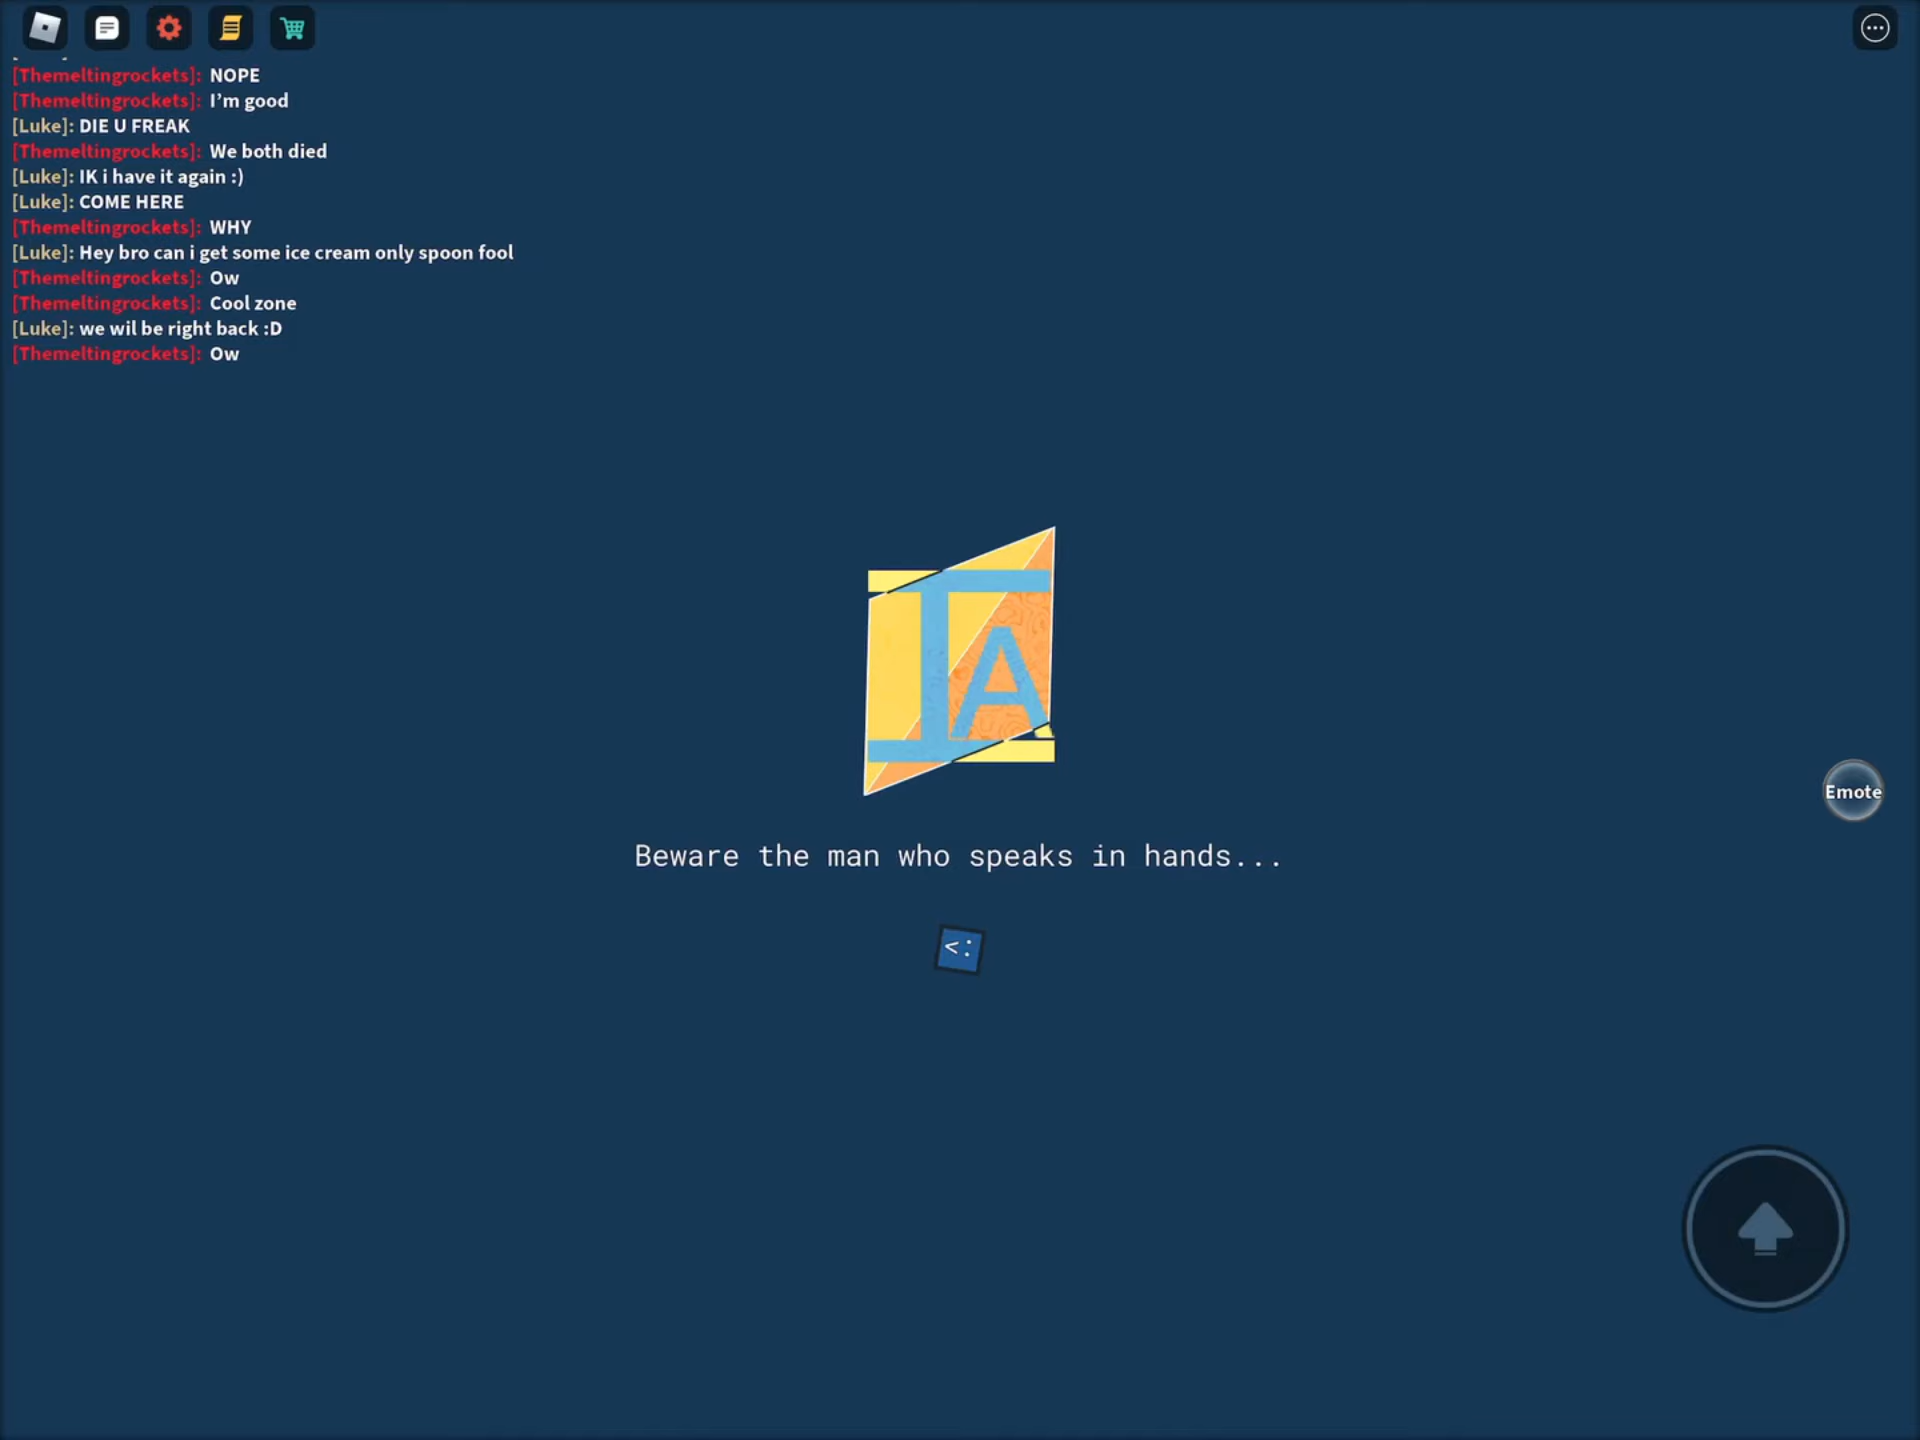 [Themeltingrockets]: NOPE
[Themeltingrockets]: I’m good
[Luke]: DIE U FREAK
[Themeltingrockets]: We both died
[Luke]: IK i have it again :)
[Luke]: COME HERE
[Themeltingrockets]: WHY
[Luke]: Hey bro can i get some ice cream only spoon fool
[Themeltingrockets]: Ow
[Themeltingrockets]: Cool zone
[Luke]: we wil be right back :D
[Themeltingrockets]: Ow
IA
Emote
Beware the man who speaks in hands...
<: